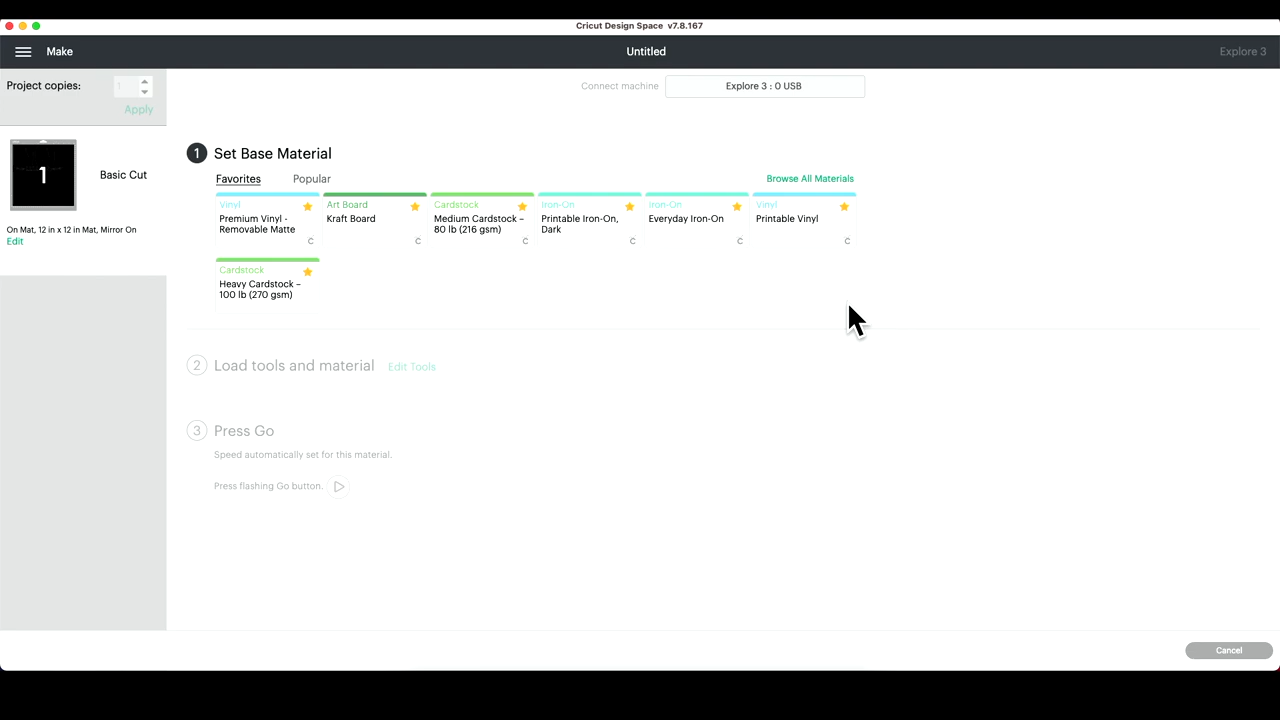 Cricut Design Space v7.8.167
Make
Untitled
Explore 3
Project copies:
1
Apply
Connect machine
Explore 3 : 0 USB
1
Basic Cut
On Mat, 12 in x 12 in Mat, Mirror On
Edit
1 Set Base Material
Favorites
Popular
Browse All Materials
Vinyl
Premium Vinyl -
Removable Matte
C
Art Board
Kraft Board
C
Cardstock
Medium Cardstock –
80 lb (216 gsm)
C
Iron-On
Printable Iron-On,
Dark
C
Iron-On
Everyday Iron-On
C
Vinyl
Printable Vinyl
C
Cardstock
Heavy Cardstock –
100 lb (270 gsm)
2 Load tools and material Edit Tools
3 Press Go
Speed automatically set for this material.
Press flashing Go button.
Cancel